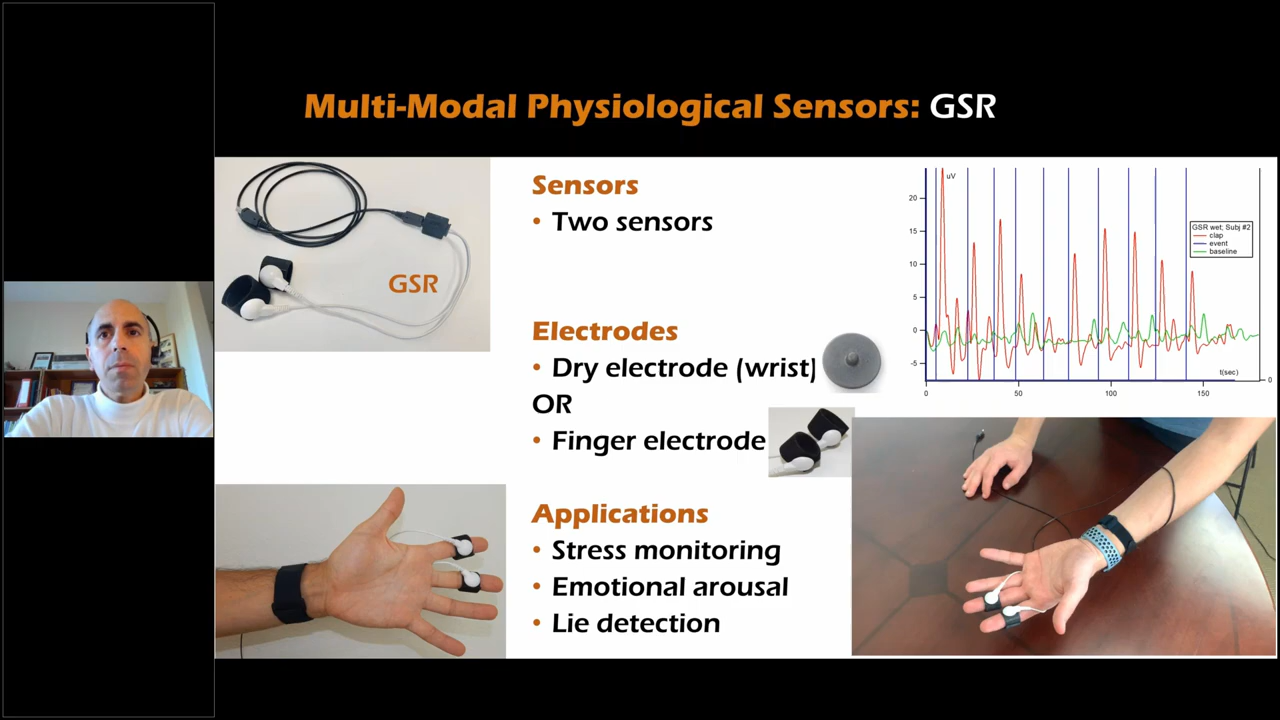 Multi-Modal Physiological Sensors: GSR
GSR
Sensors
• Two sensors
Electrodes
• Dry electrode (wrist)
OR
• Finger electrode
Applications
• Stress monitoring
• Emotional arousal
• Lie detection
uV
20
15
10
5
0
-5
GSR wet; Subj #2
clap
event
baseline
t(sec)
0
0
50
100
150